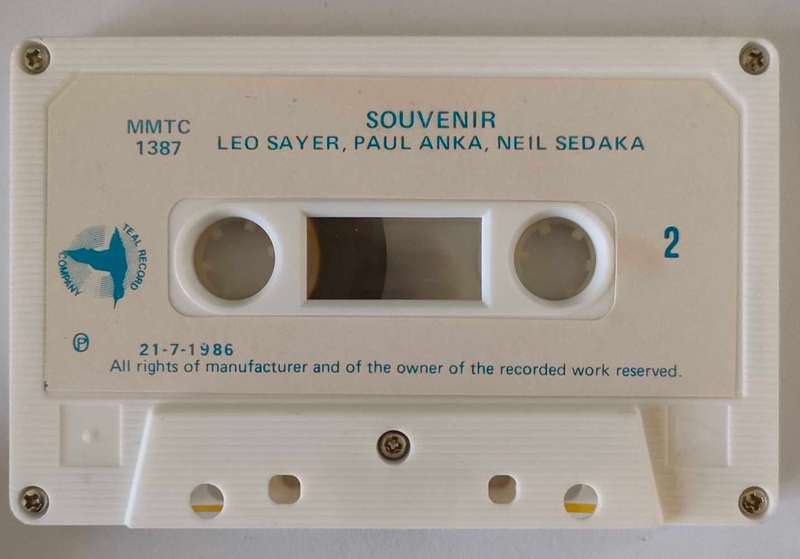 SOUVENIR
MMTC
1387
LEO SAYER, PAUL ANKA, NEIL SEDAKA
2
TEAL RECORD
COMPANY
℗ 21-7-1986
All rights of manufacturer and of the owner of the recorded work reserved.